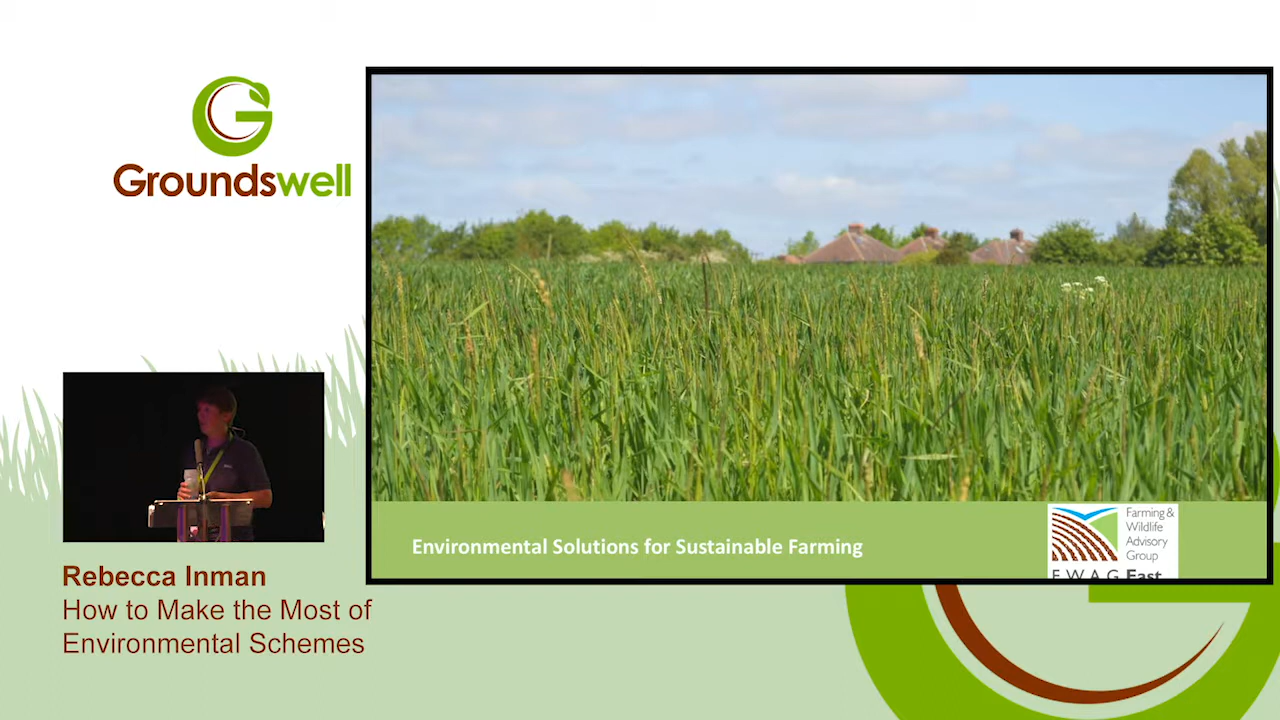 Groundswell
Environmental Solutions for Sustainable Farming
Farming &
Wildlife
Advisory
Group
F W A G East
Rebecca Inman
How to Make the Most of
Environmental Schemes